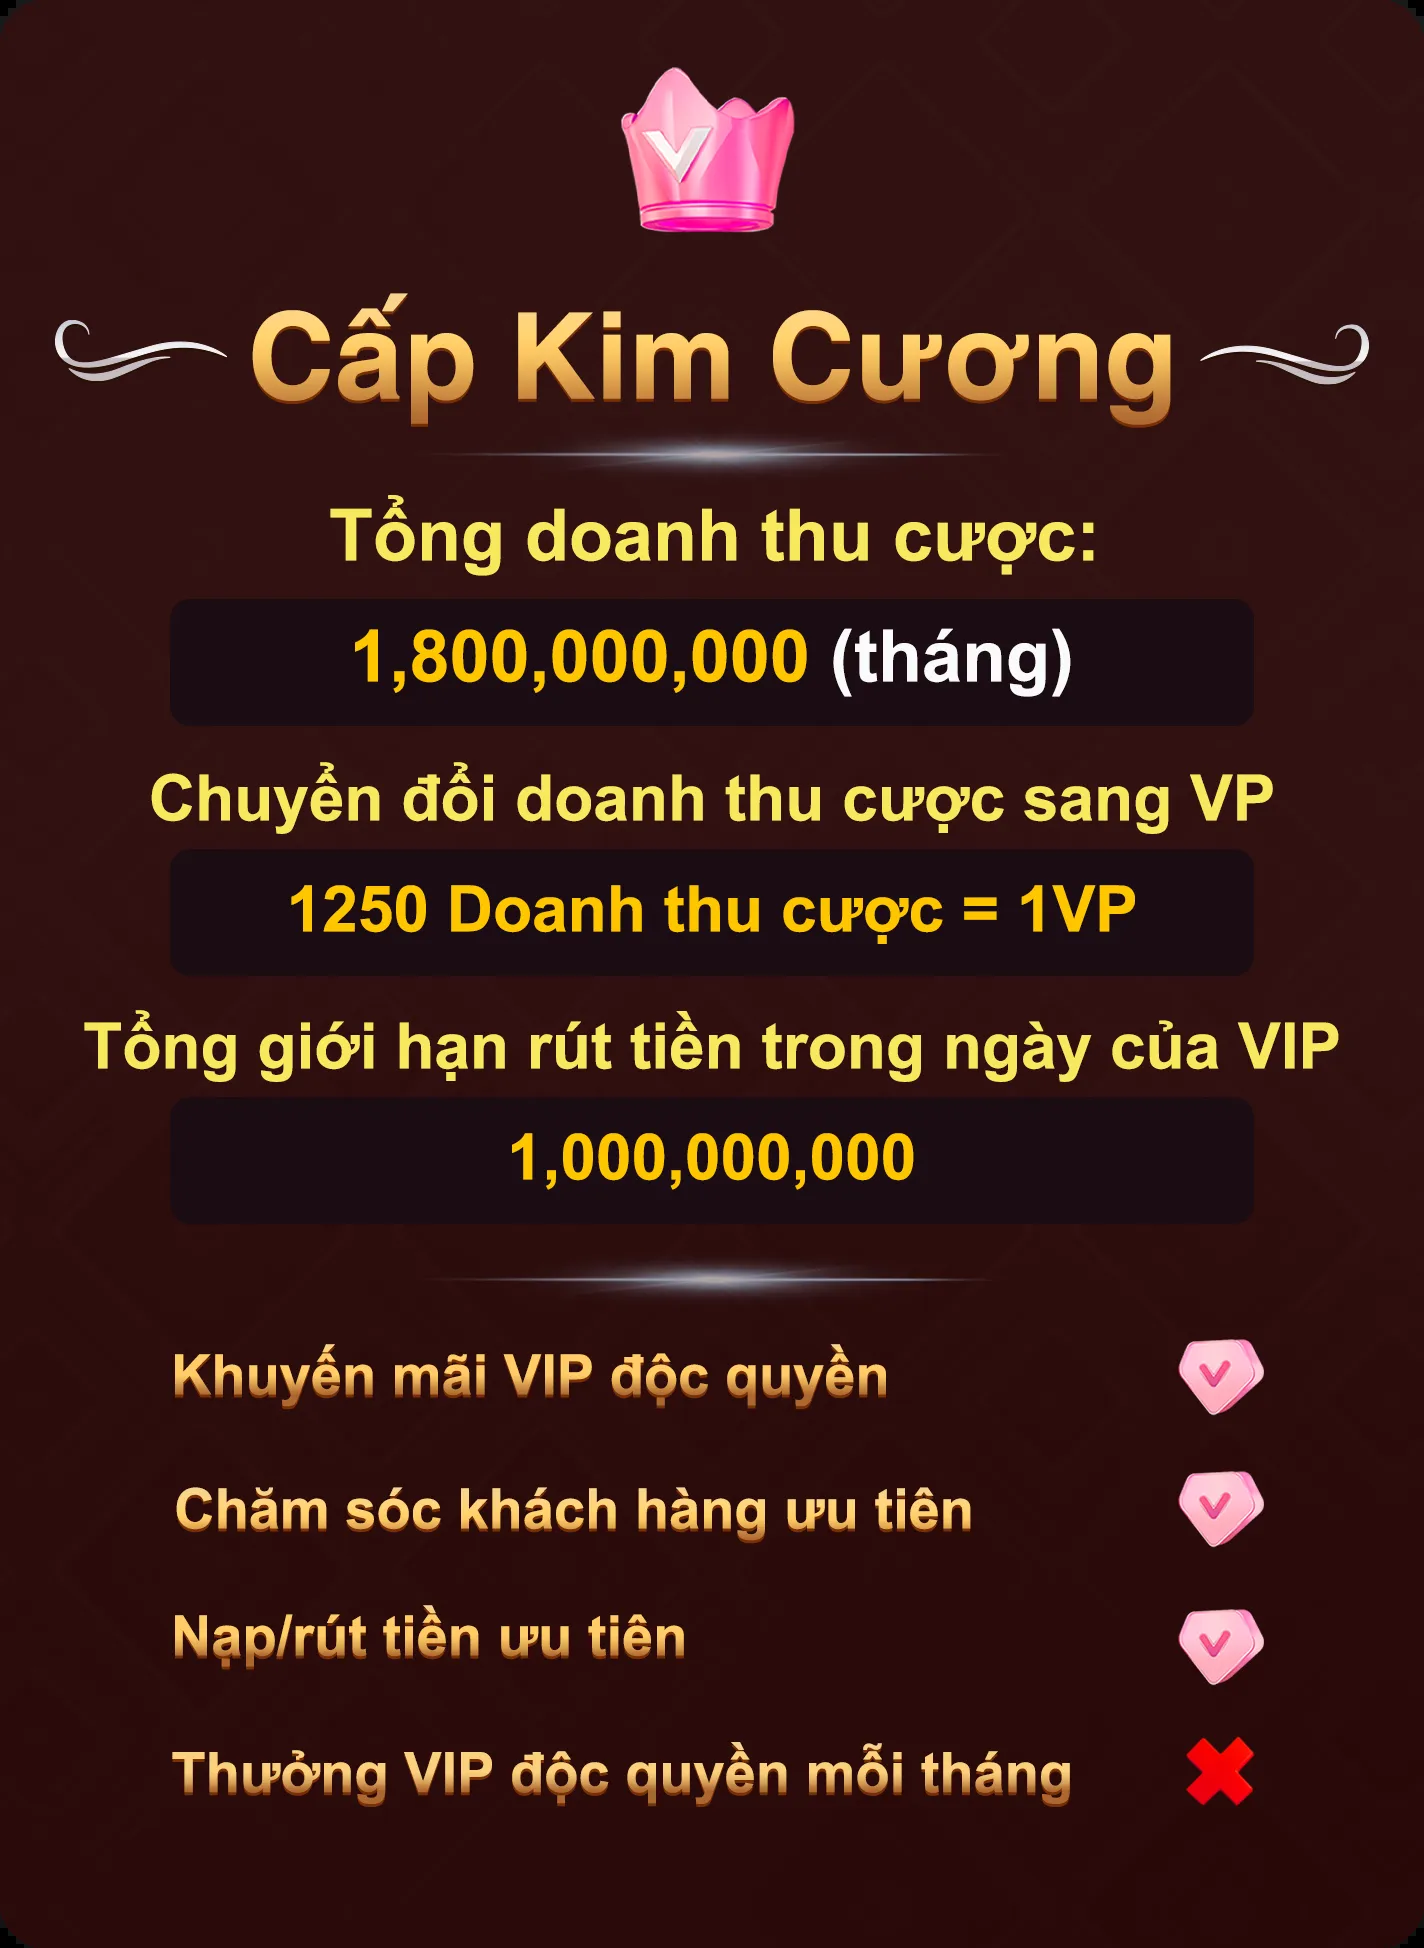 V
Cấp Kim Cương
Tổng doanh thu cược:
1,800,000,000 (tháng)
Chuyển đổi doanh thu cược sang VP
1250 Doanh thu cược = 1VP
Tổng giới hạn rút tiền trong ngày của VIP
1,000,000,000
Khuyến mãi VIP độc quyền
Chăm sóc khách hàng ưu tiên
Nạp/rút tiền ưu tiên
Thưởng VIP độc quyền mỗi tháng